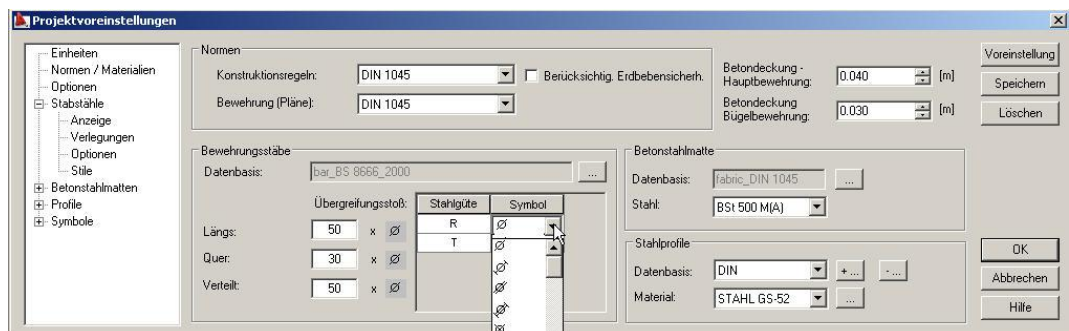 Projektvoreinstellungen
Einheiten
Normen / Materialien
Optionen
Stabstähle
Anzeige
Verlegungen
Optionen
Stile
Betonstahlmatten
Profile
Symbole
Normen
Konstruktionsregeln:
DIN 1045
Berücksichtig. Erdbebensicherh.
Bewehrung (Pläne):
DIN 1045
Betondeckung -
Hauptbewehrung:
0.040
[m]
Betondeckung
Bügelbewehrung:
0.030
[m]
Voreinstellung
Speichern
Löschen
Bewehrungsstäbe
Datenbasis:
bar_BS 8666_2000
...
Übergreifungsstoß:
Stahlgüte
Symbol
Längs:
50
x Ø
R
Ø
Quer:
30
x Ø
T
Ø
Verteilt:
50
x Ø
Betonstahlmatte
Datenbasis:
fabric_DIN 1045
...
Stahl:
BSt 500 M(A)
Stahlprofile
Datenbasis:
DIN
+ ...
- ...
Material:
STAHL GS-52
...
OK
Abbrechen
Hilfe